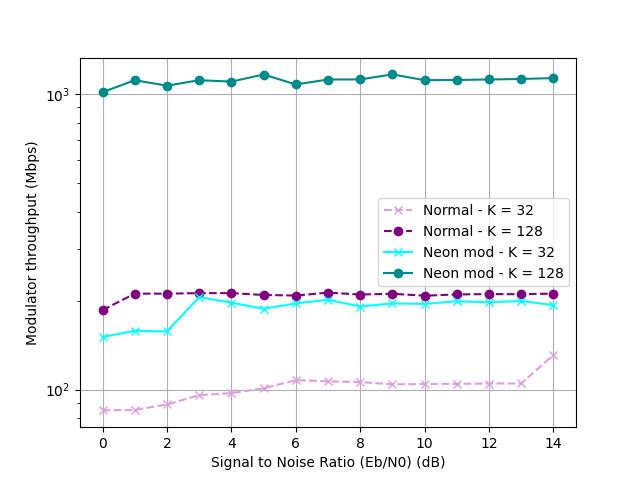 10³
10²
Modulator throughput (Mbps)
Normal - K = 32
Normal - K = 128
Neon mod - K = 32
Neon mod - K = 128
0 2 4 6 8 10 12 14
Signal to Noise Ratio (Eb/N0) (dB)